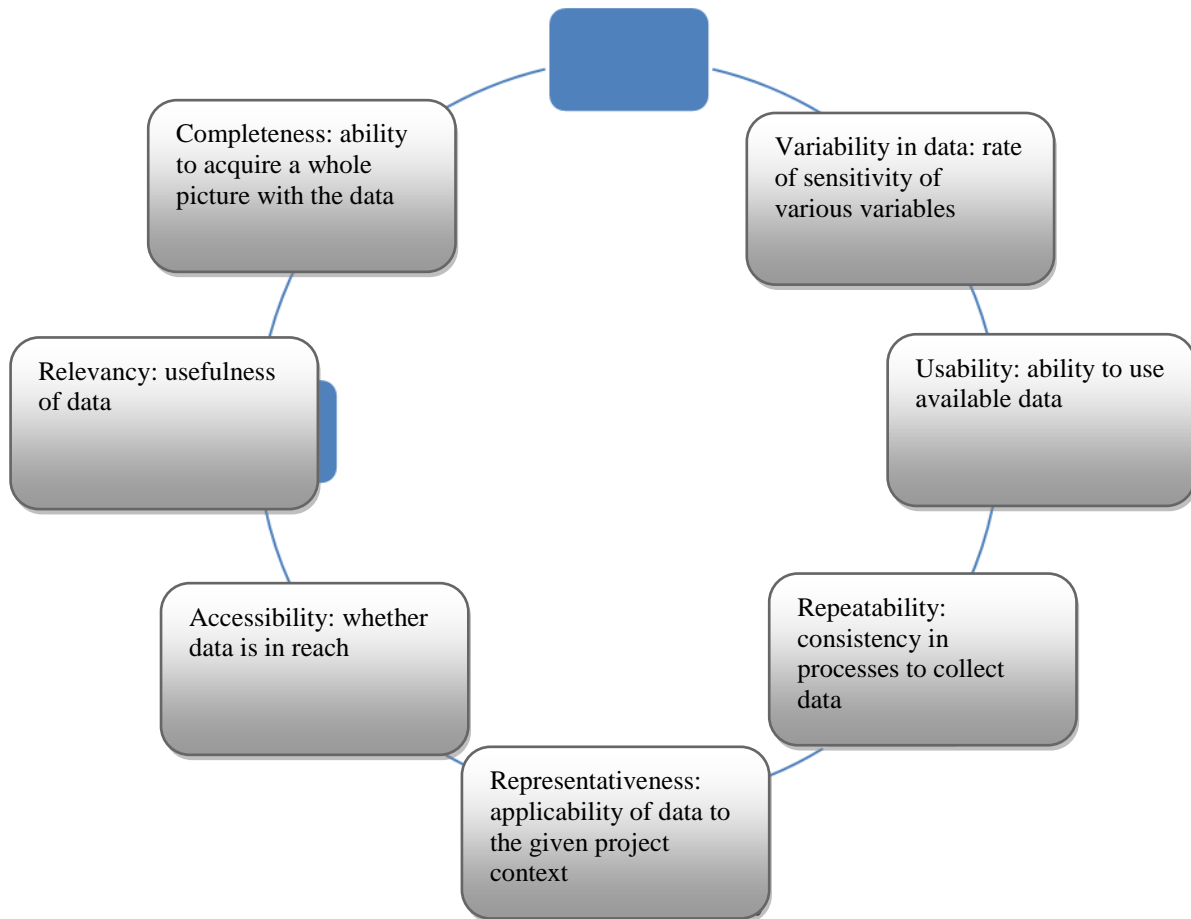 Completeness: ability
to acquire a whole
picture with the data
Variability in data: rate
of sensitivity of
various variables
Relevancy: usefulness
of data
Usability: ability to use
available data
Accessibility: whether
data is in reach
Repeatability:
consistency in
processes to collect
data
Representativeness:
applicability of data to
the given project
context